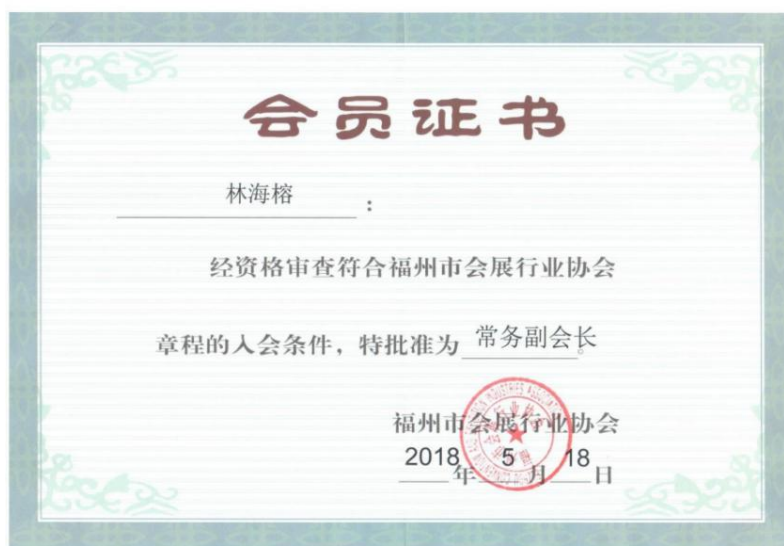 会员证书
林海榕：
经资格审查符合福州市会展行业协会
章程的入会条件，特批准为常务副会长。
福州市会展行业协会
2018年5月18日